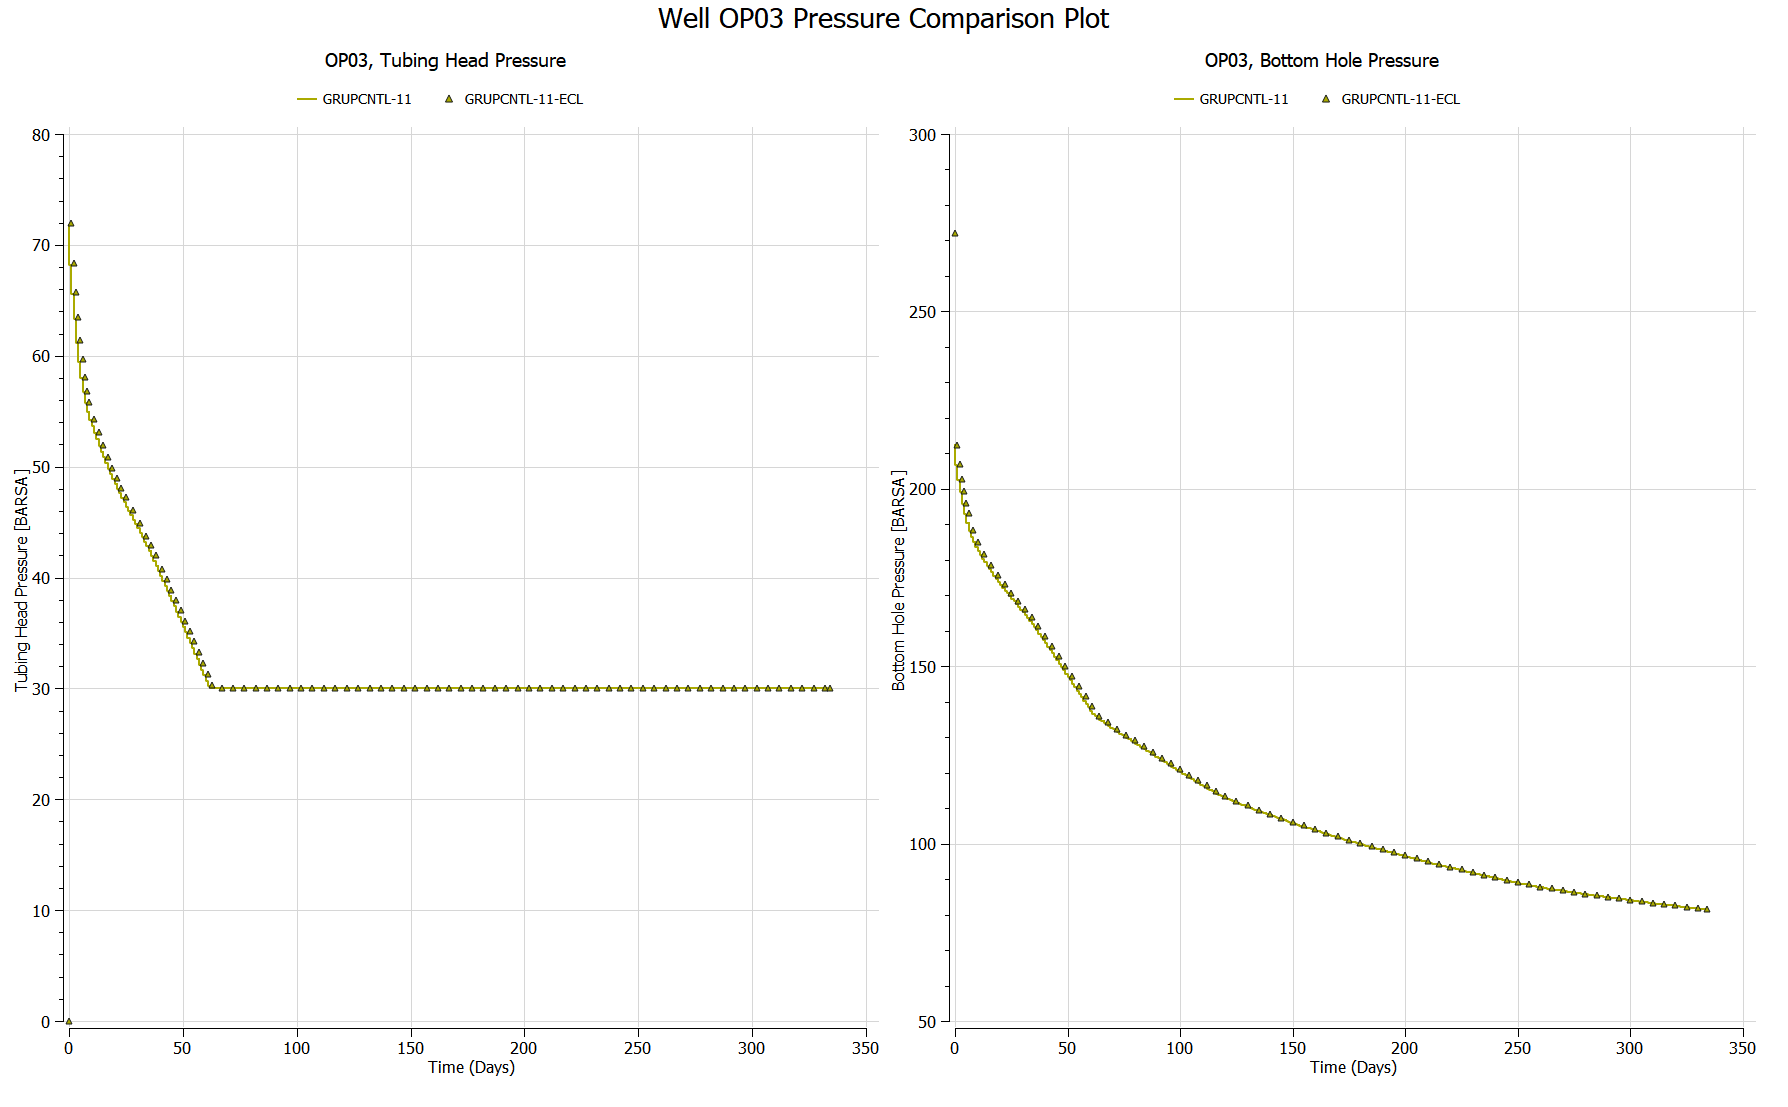 Well OP03 Pressure Comparison Plot
OP03, Tubing Head Pressure
GRUPCNTL-11
GRUPCNTL-11-ECL
80
70
60
50
40
30
20
10
0
Tubing Head Pressure [BARSA]
0
50
100
150
200
250
300
350
Time (Days)
OP03, Bottom Hole Pressure
GRUPCNTL-11
GRUPCNTL-11-ECL
300
250
200
150
100
50
Bottom Hole Pressure [BARSA]
0
50
100
150
200
250
300
350
Time (Days)